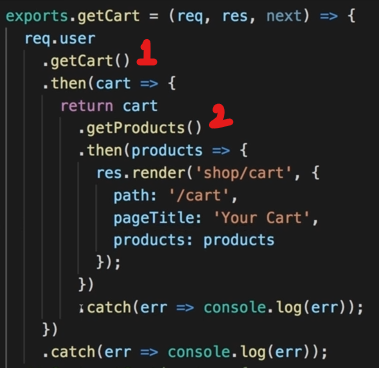 exports.getCart = (req, res, next) => {
req.user
.getCart() 1
.then(cart => {
return cart
.getProducts() 2
.then(products => {
res.render('shop/cart', {
path: '/cart',
pageTitle: 'Your Cart',
products: products
});
})
.catch(err => console.log(err));
})
.catch(err => console.log(err));